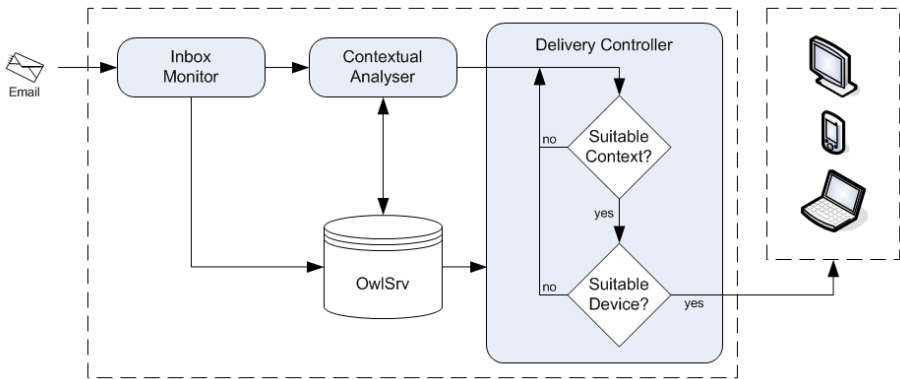 Email
Inbox
Monitor
Contextual
Analyser
Delivery Controller
Suitable
Context?
no
yes
OwlSrv
Suitable
Device?
no
yes